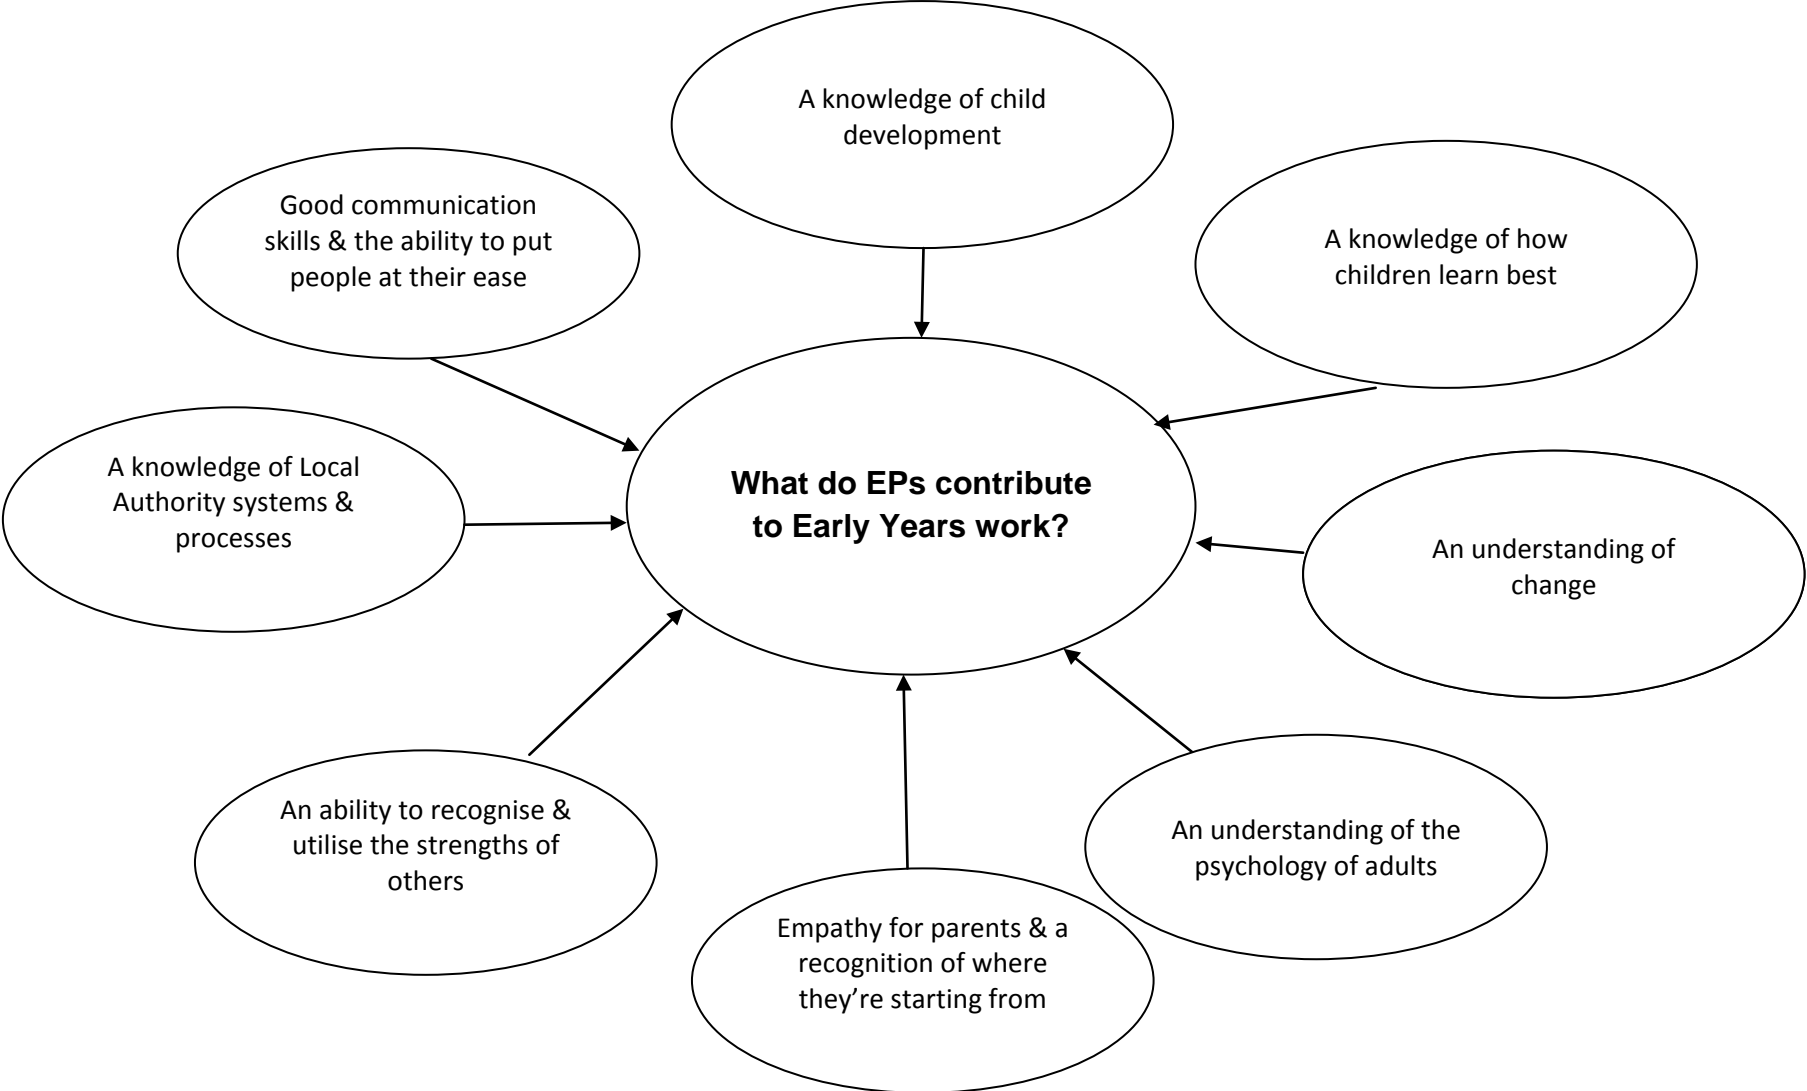 A knowledge of child
development
Good communication
skills & the ability to put
people at their ease
A knowledge of how
children learn best
A knowledge of Local
Authority systems &
processes
What do EPs contribute
to Early Years work?
An understanding of
change
An ability to recognise &
utilise the strengths of
others
An understanding of the
psychology of adults
Empathy for parents & a
recognition of where
they’re starting from